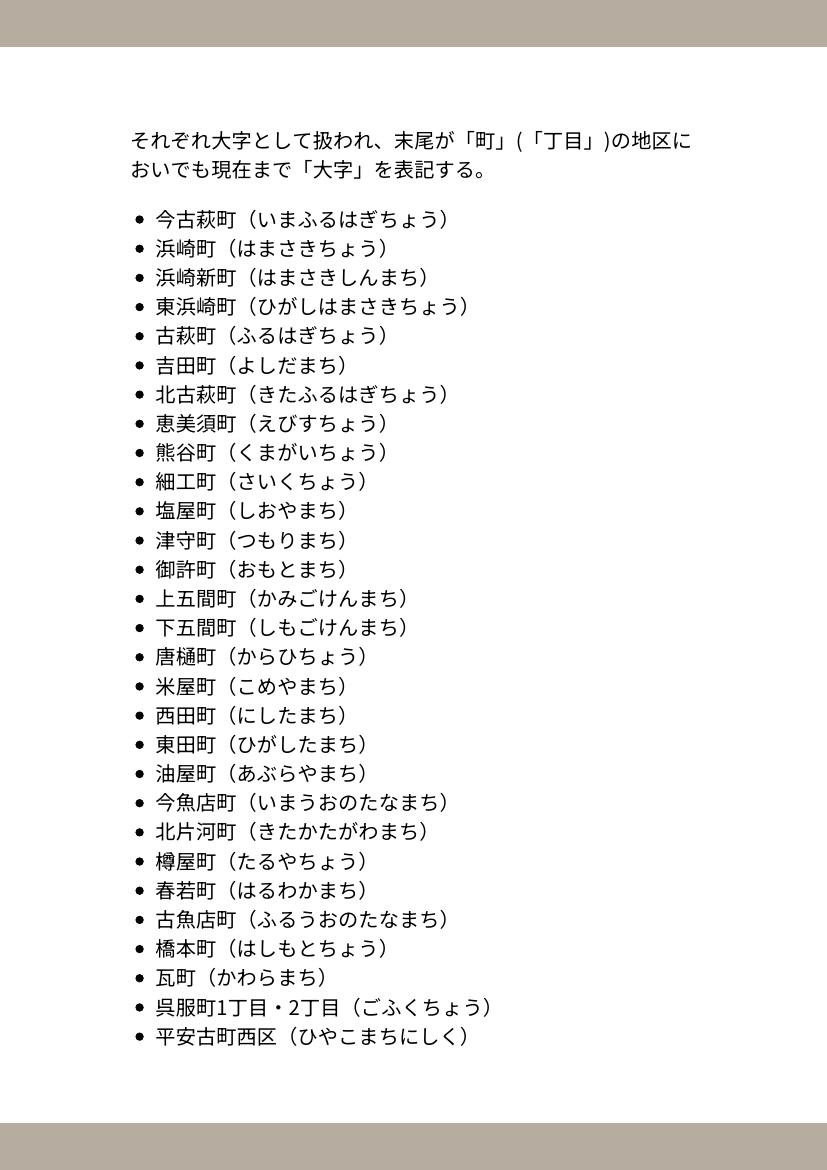 それぞれ大字として扱われ、末尾が「町」(「丁目」)の地区に
おいでも現在まで「大字」を表記する。
• 今古萩町（いまふるはぎちょう）
• 浜崎町（はまさきちょう）
• 浜崎新町（はまさきしんまち）
• 東浜崎町（ひがしはまさきちょう）
• 古萩町（ふるはぎちょう）
• 吉田町（よしだまち）
• 北古萩町（きたふるはぎちょう）
• 恵美須町（えびすちょう）
• 熊谷町（くまがいちょう）
• 細工町（さいくちょう）
• 塩屋町（しおやまち）
• 津守町（つもりまち）
• 御許町（おもとまち）
• 上五間町（かみごけんまち）
• 下五間町（しもごけんまち）
• 唐樋町（からひちょう）
• 米屋町（こめやまち）
• 西田町（にしたまち）
• 東田町（ひがしたまち）
• 油屋町（あぶらやまち）
• 今魚店町（いまうおのたなまち）
• 北片河町（きたかたがわまち）
• 樽屋町（たるやちょう）
• 春若町（はるわかまち）
• 古魚店町（ふるうおのたなまち）
• 橋本町（はしもとちょう）
• 瓦町（かわらまち）
• 呉服町1丁目・2丁目（ごふくちょう）
• 平安古町西区（ひやこまちにしく）